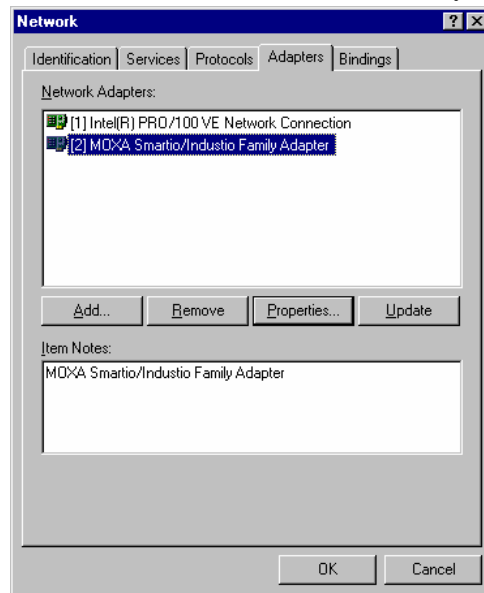 Network
Identification Services Protocols Adapters Bindings
Network Adapters:
[1] Intel(R) PRO/100 VE Network Connection
[2] MOXA Smartio/Industio Family Adapter
Add... Remove Properties... Update
Item Notes:
MOXA Smartio/Industio Family Adapter
OK Cancel